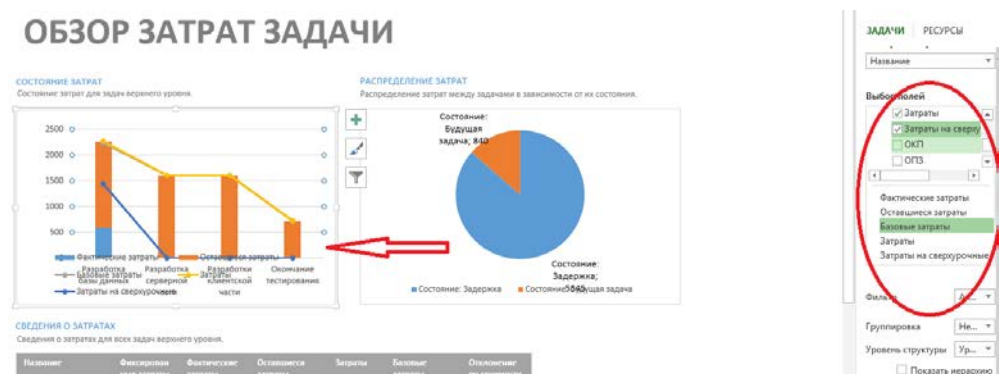 ОБЗОР ЗАТРАТ ЗАДАЧИ
СОСТОЯНИЕ ЗАТРАТ
Состояние затрат для задач верхнего уровня.
2500
2000
1500
1000
500
Фактические затраты
Оставшиеся затраты
Разработка базы данных
Разработка серверной части
Разработки клиентской части
Окончание тестирования
Базовые затраты
Затраты
Затраты на сверхурочные
РАСПРЕДЕЛЕНИЕ ЗАТРАТ
Распределение затрат между задачами в зависимости от их состояния.
Состояние:
Будущая
задача; 840
Состояние:
Задержка;
5845
Состояние: Задержка
Состояние: Будущая задача
СВЕДЕНИЯ О ЗАТРАТАХ
Сведения о затратах для всех задач верхнего уровня.
Название
Фиксирован
Фактические
Оставшиеся
Затраты
Базовые
Отклонение
ЗАДАЧИ РЕСУРСЫ
Название
Выбор полей
Затраты
Затраты на сверху
ОКП
ОПЗ
Фактические затраты
Оставшиеся затраты
Базовые затраты
Затраты
Затраты на сверхурочные
Фильтр
Группировка Не...
Уровень структуры Ур...
Показать иерархию